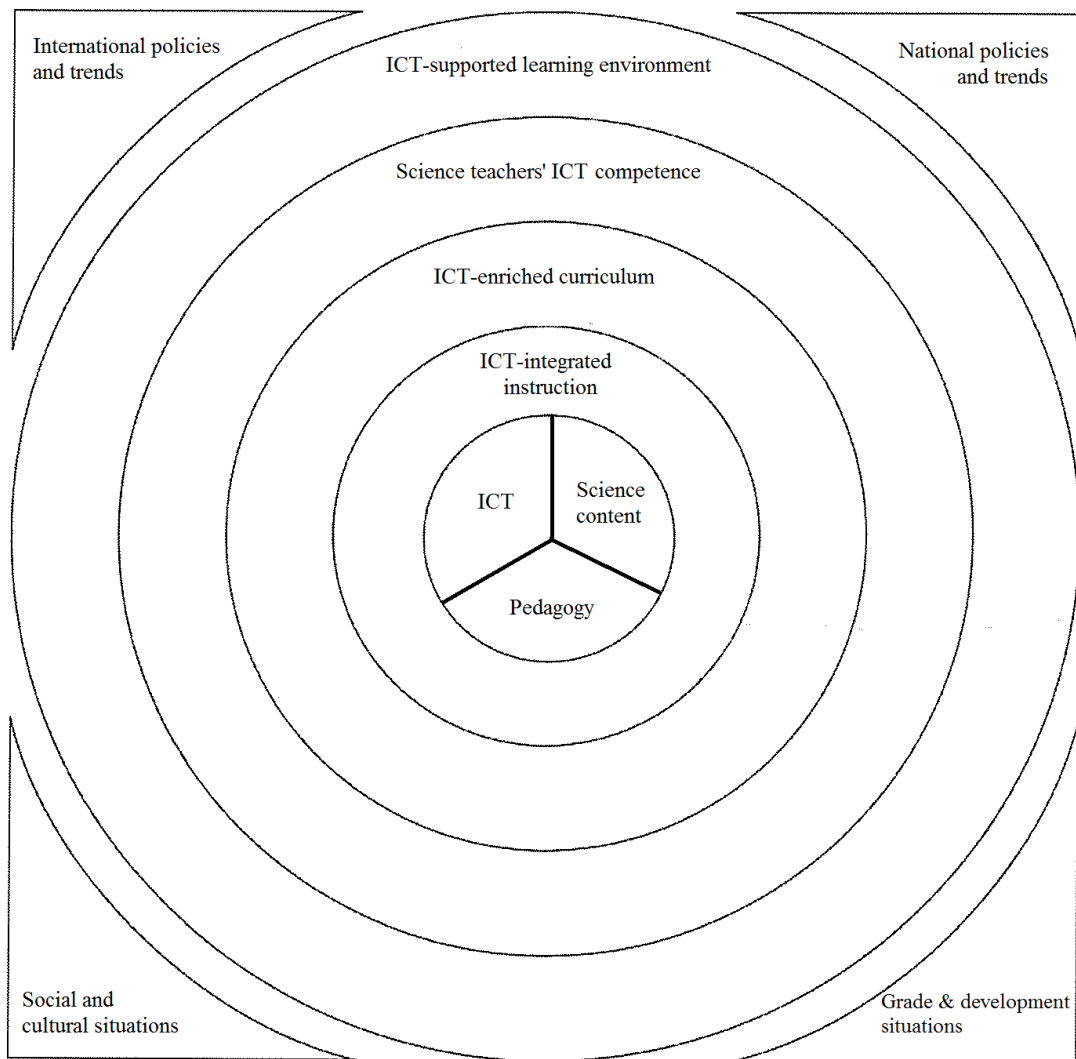 International policies
and trends
National policies
and trends
ICT-supported learning environment
Science teachers' ICT competence
ICT-enriched curriculum
ICT-integrated
instruction
ICT
Science
content
Pedagogy
Social and
cultural situations
Grade & development
situations